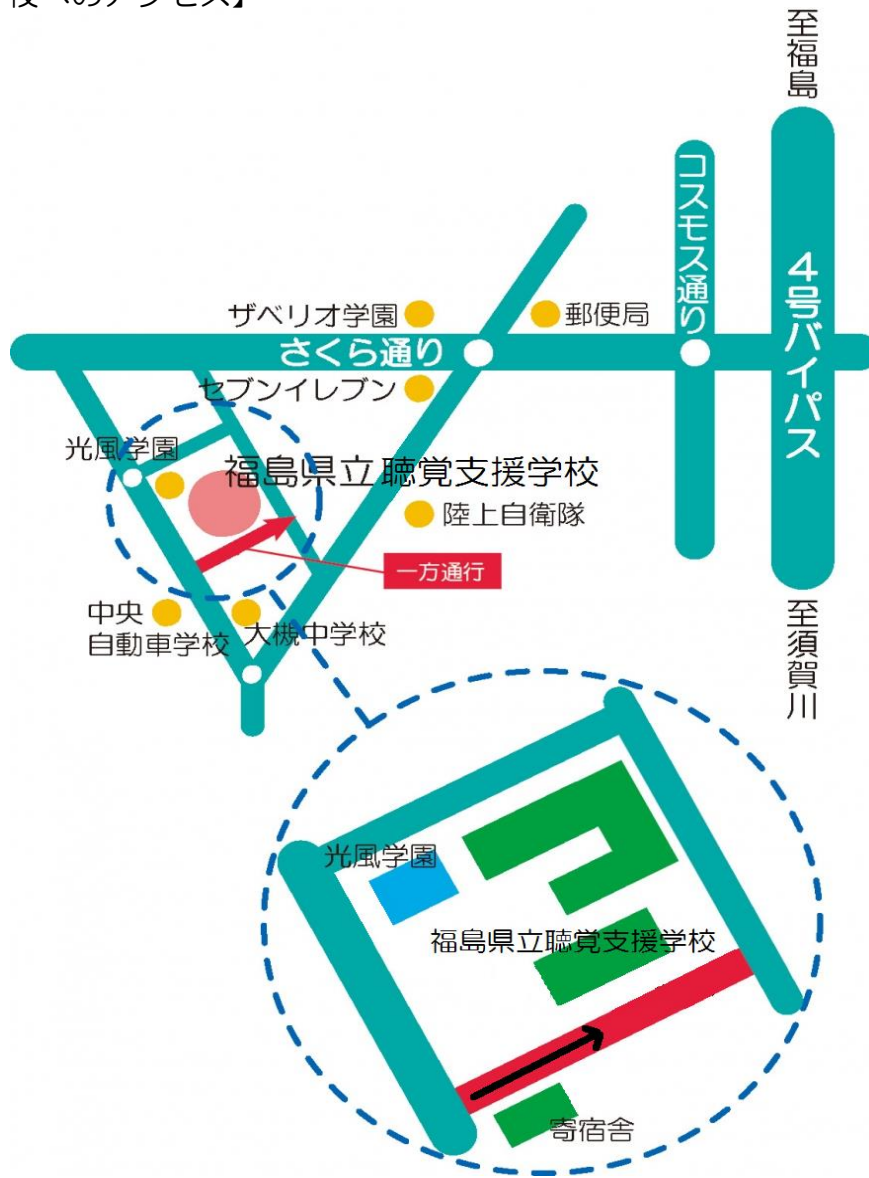 校へのアクセス】
至福島
コスモス通り
4号バイパス
ザベリオ学園
郵便局
さくら通り
セブンイレブン
光風学園
福島県立聴覚支援学校
陸上自衛隊
一方通行
中央
自動車学校
大槻中学校
至須賀川
光風学園
福島県立聴覚支援学校
寄宿舎